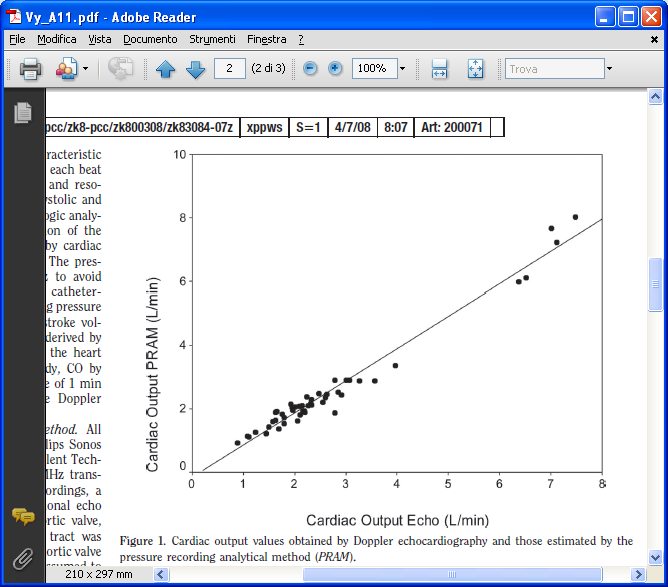 Vy_A11.pdf - Adobe Reader
File Modifica Vista Documento Strumenti Finestra ?
2 (2 di 3) 100% Trova
pcc/zk8-pcc/zk800308/zk83084-07z xppws S=1 4/7/08 8:07 Art: 200071
racteristic
each beat
and reso-
ystolic and
logic analy-
on of the
by cardiac
The pres-
z to avoid
catheter-
g pressure
stroke vol-
derived by
the heart
dy, CO by
e of 1 min
e Doppler
ethod. All
lips Sonos
lent Tech-
MHz trans-
ordings, a
onal echo
ortic valve,
tract was
ortic valve
ssumed to
Cardiac Output PRAM (L/min)
10
8
6
4
2
0
0 1 2 3 4 5 6 7 8
Cardiac Output Echo (L/min)
Figure 1. Cardiac output values obtained by Doppler echocardiography and those estimated by the
pressure recording analytical method (PRAM).
210 x 297 mm